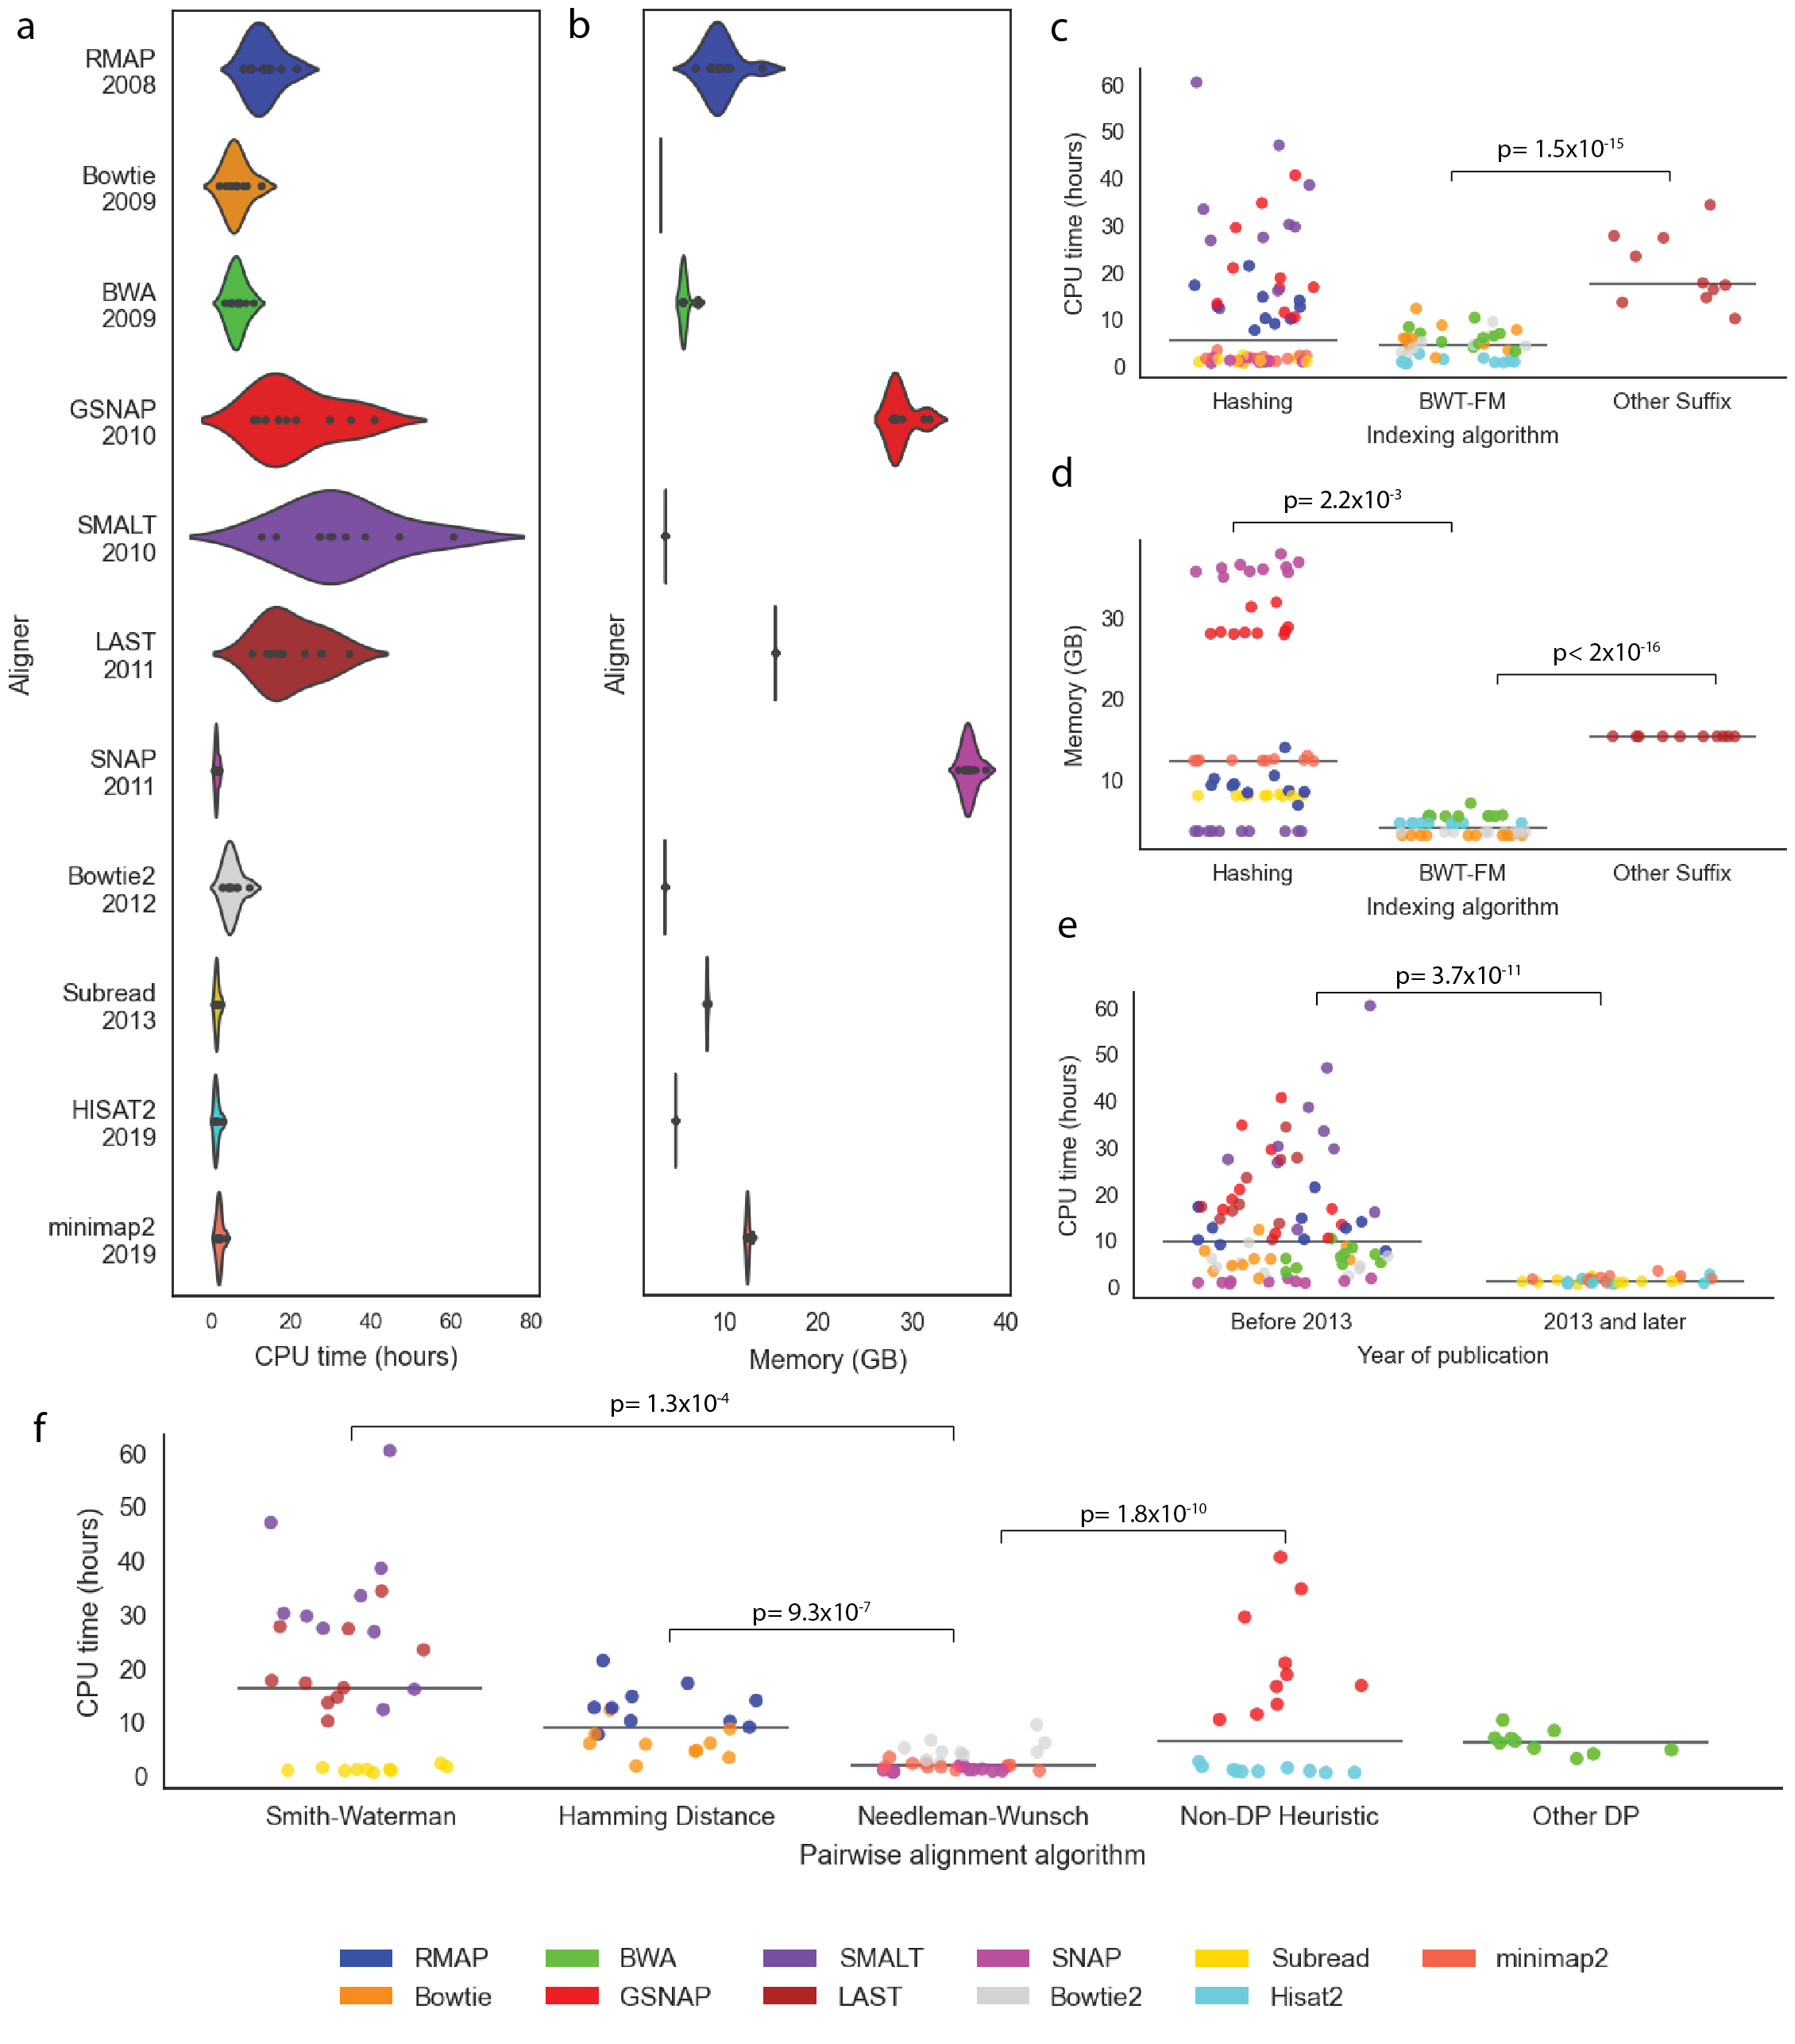 a
RMAP
2008
Bowtie
2009
BWA
2009
GSNAP
2010
SMALT
2010
LAST
2011
SNAP
2011
Bowtie2
2012
Subread
2013
HISAT2
2019
minimap2
2019
Aligner
0 20 40 60 80
CPU time (hours)
b
Aligner
10 20 30 40
Memory (GB)
c
60
50
40
30
20
10
0
CPU time (hours)
p= 1.5x10-15
Hashing BWT-FM Other Suffix
Indexing algorithm
d
p= 2.2x10-3
p< 2x10-16
30
20
10
Memory (GB)
Hashing BWT-FM Other Suffix
Indexing algorithm
e
p= 3.7x10-11
60
50
40
30
20
10
0
CPU time (hours)
Before 2013 2013 and later
Year of publication
f
p= 1.3x10-4
p= 1.8x10-10
p= 9.3x10-7
60
50
40
30
20
10
0
CPU time (hours)
Smith-Waterman Hamming Distance Needleman-Wunsch Non-DP Heuristic Other DP
Pairwise alignment algorithm
RMAP BWA SMALT SNAP Subread minimap2
Bowtie GSNAP LAST Bowtie2 Hisat2